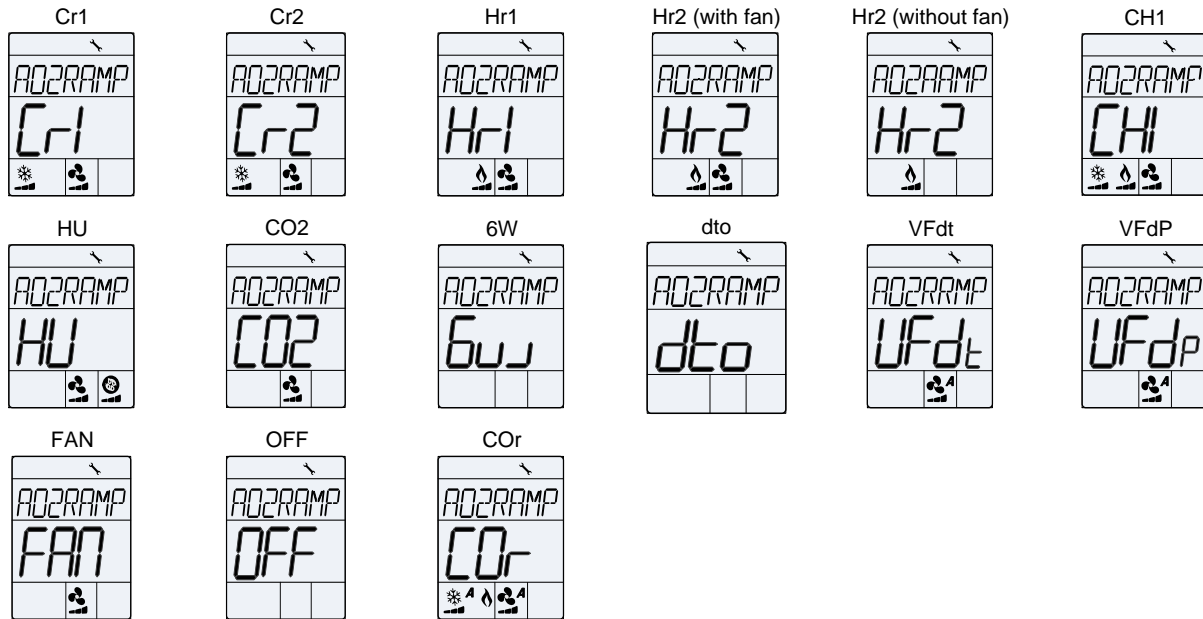 Cr1 Cr2 Hr1 Hr2 (with fan) Hr2 (without fan) CH1
AO2RAMP AO2RAMP AO2RAMP AO2RAMP AO2RAMP AO2RAMP
Cr1 Cr2 Hr1 Hr2 Hr2 CH1
HU CO2 6W dto VFdt VFdP
AO2RAMP AO2RAMP AO2RAMP AO2RAMP AO2RAMP AO2RAMP
HU CO2 6W dto UFdt UFdP
A A
FAN OFF COr
AO2RAMP AO2RAMP AO2RAMP
FAN OFF COr
A A